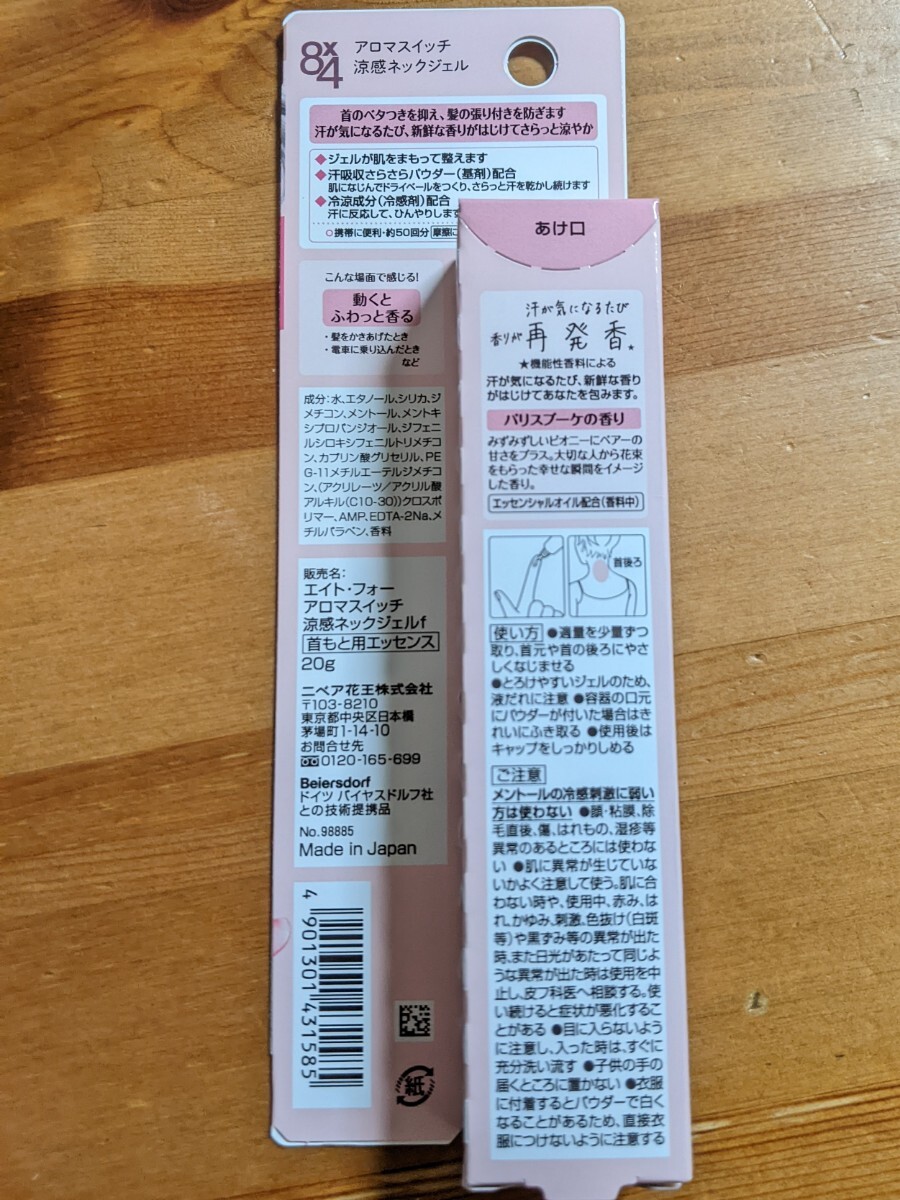 8x4
アロマスイッチ
涼感ネックジェル
首のベタつきを抑え、髪の張り付きを防ぎます
汗が気になるたび、新鮮な香りがはじけてさらっと涼やか
◆ジェルが肌をまもって整えます
◆汗吸収さらさらパウダー(基剤)配合
肌になじんでドライベールをつくり、さらっと汗を乾かし続けます
◆冷涼成分(冷感剤)配合
汗に反応して、ひんやりしま
○携帯に便利・約50回分 摩擦に
こんな場面で感じる!
動くと
ふわっと香る
・髪をかきあげたとき
・電車に乗り込んだとき
など
成分:水、エタノール、シリカ、ジ
メチコン、メントール、メントキ
シプロパンジオール、ジフェニ
ルシロキシフェニルトリメチコ
ン、カプリン酸グリセリル、PE
G-11メチルエーテルジメチコ
ン、(アクリレーツ/アクリル酸
アルキル(C10-30))クロスポ
リマー、AMP、EDTA-2Na、メ
チルパラベン、香料
販売名:
エイト・フォー
アロマスイッチ
涼感ネックジェルf
首もと用エッセンス
20g
ニベア花王株式会社
〒103-8210
東京都中央区日本橋
茅場町1-14-10
お問合せ先
0120-165-699
Beiersdorf
ドイツ バイヤスドルフ社
との技術提携品
No.98885
Made in Japan
4 901301 431585
紙
あけ口
汗が気になるたび
香りが再発香★
★機能性香料による
汗が気になるたび、新鮮な香り
がはじけてあなたを包みます。
パリスブーケの香り
みずみずしいピオニーにペアーの
甘さをプラス。大切な人から花束
をもらった幸せな瞬間をイメージ
した香り。
エッセンシャルオイル配合(香料中)
首後ろ
使い方 ●適量を少量ずつ
取り、首元や首の後ろにやさ
しくなじませる
●とろけやすいジェルのため、
液だれに注意 ●容器の口元
にパウダーが付いた場合はき
れいにふき取る ●使用後は
キャップをしっかりしめる
ご注意
メントールの冷感刺激に弱い
方は使わない ●顔・粘膜、除
毛直後、傷、はれもの、湿疹等
異常のあるところには使わな
い ●肌に異常が生じていな
いかよく注意して使う。肌に合
わない時や、使用中、赤み、は
れ、かゆみ、刺激、色抜け(白斑
等)や黒ずみ等の異常が出た
時、また日光があたって同じよ
うな異常が出た時は使用を中
止し、皮フ科医へ相談する。使
い続けると症状が悪化するこ
とがある ●目に入らないよう
に注意し、入った時は、すぐに
充分洗い流す ●子供の手の
届くところに置かない ●衣服
に付着するとパウダーで白く
なることがあるため、直接衣
服につけないように注意する